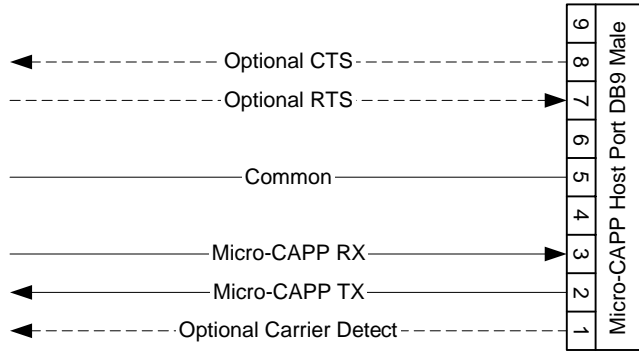 9
Optional CTS 8
Optional RTS 7
6
Common 5
4
Micro-CAPP RX 3
Micro-CAPP TX 2
Optional Carrier Detect 1
Micro-CAPP Host Port DB9 Male